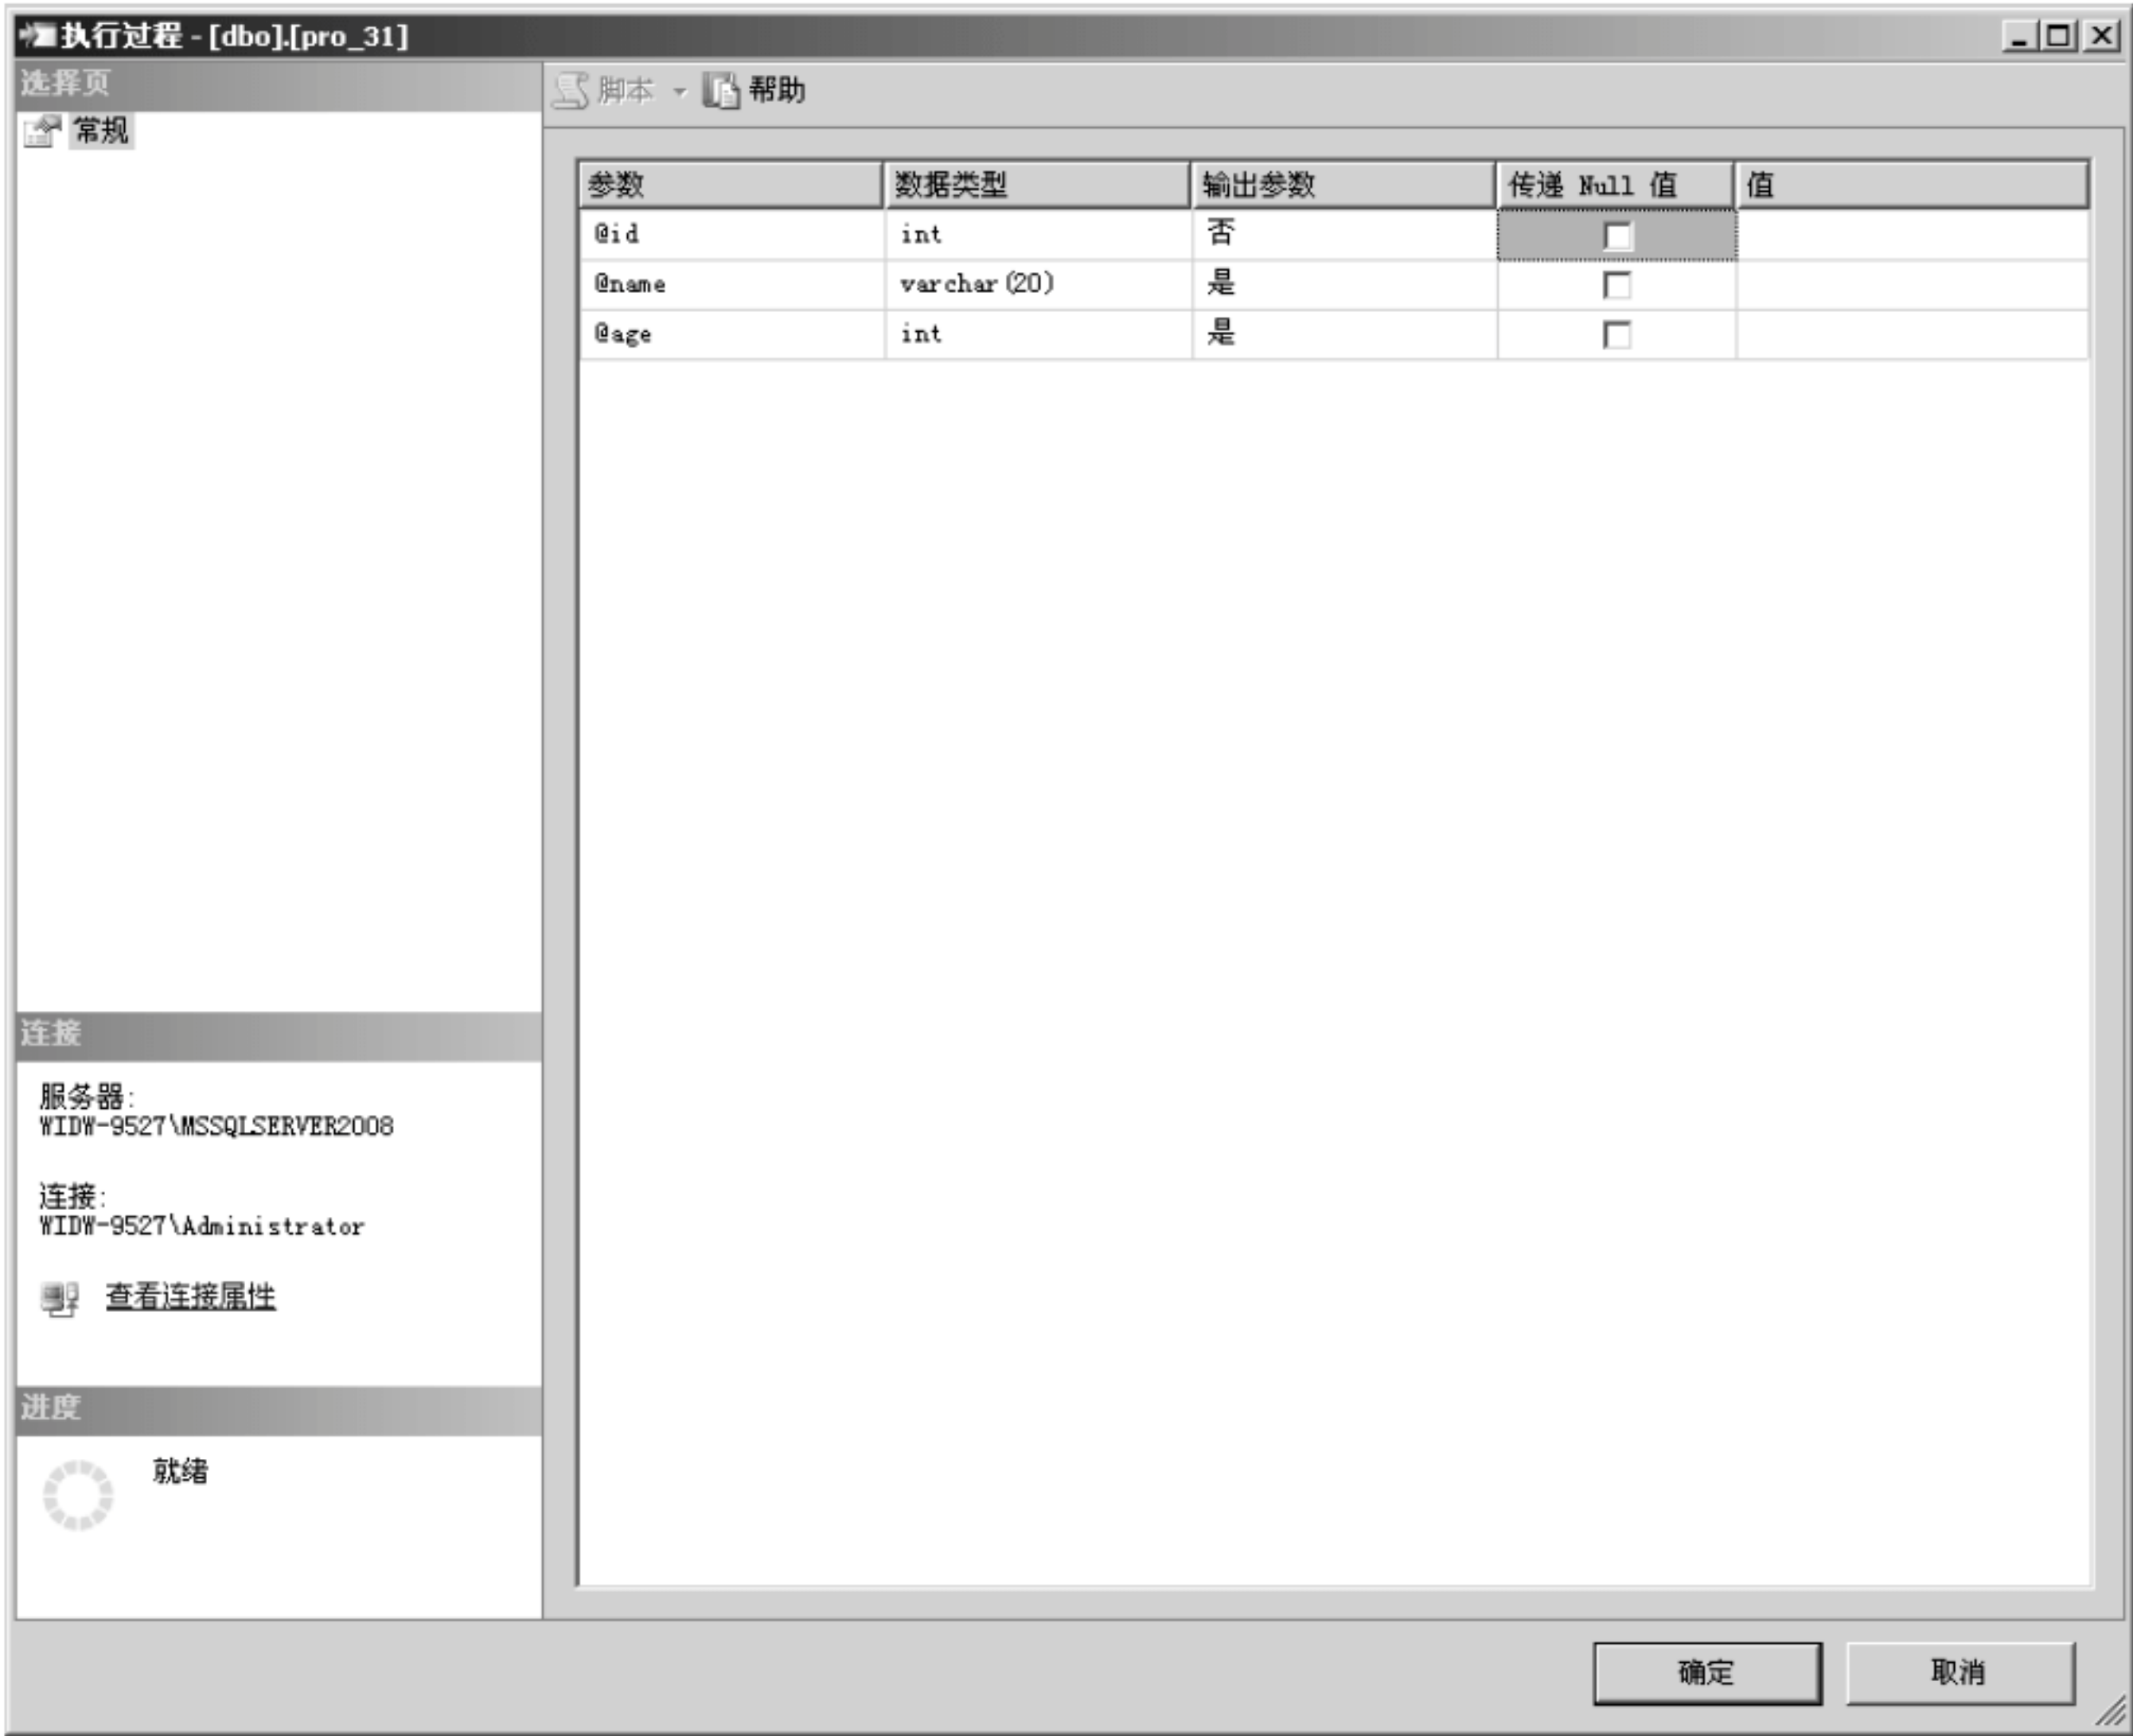 执行过程 - [dbo].[pro_31]
选择页
常规
脚本 帮助
参数 数据类型 输出参数 传递 Null 值 值
@id int 否
@name varchar(20) 是
@age int 是
连接
服务器:
WIDW-9527\MSSQLSERVER2008
连接:
WIDW-9527\Administrator
查看连接属性
进度
就绪
确定 取消